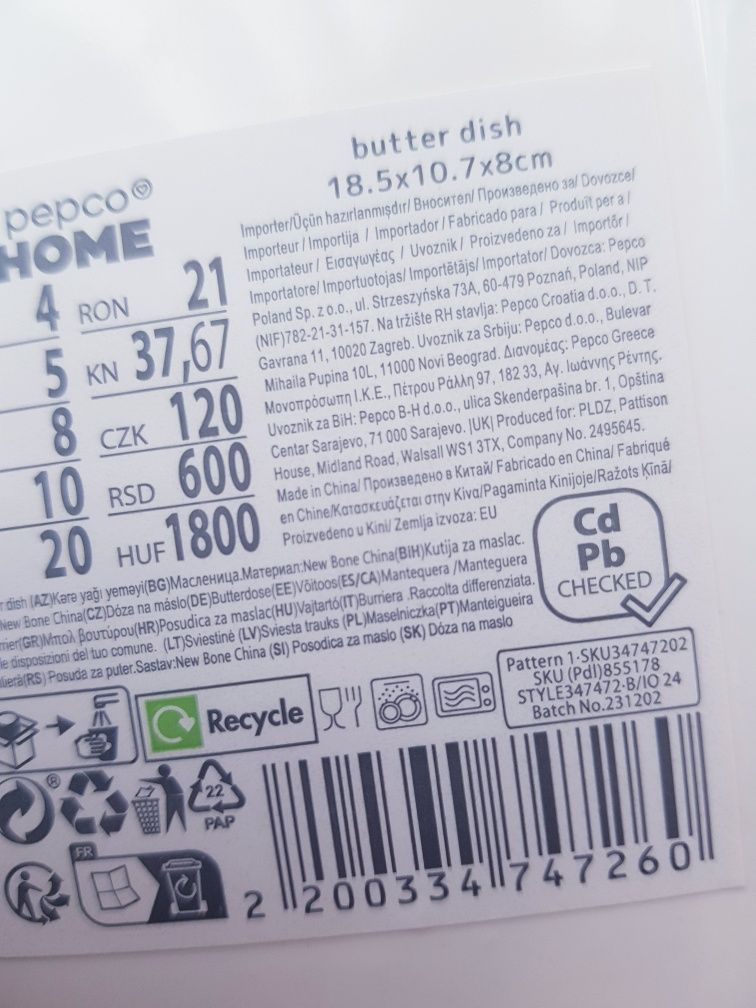 butter dish
18.5x10.7x8cm
pepco
HOME
4 RON 21
5 KN 37,67
8 CZK 120
10 RSD 600
20 HUF 1800
Importer/Üçün hazırlanmışdır/ Вносител/ Произведено за/ Dovozce/
Importeur / Importija / Importador / Fabricado para / Produït per a /
Importateur / Εισαγωγέας / Uvoznik / Proizvedeno za / Importőr /
Importatore/ Importuotojas/ Importētājs/ Importator/ Dovozca: Pepco
Poland Sp. z o.o., ul. Strzeszyńska 73A, 60-479 Poznań, Poland, NIP
(NIF)782-21-31-157. Na tržište RH stavlja: Pepco Croatia d.o.o., D. T.
Gavrana 11, 10020 Zagreb. Uvoznik za Srbiju: Pepco d.o.o., Bulevar
Mihaila Pupina 10L, 11000 Novi Beograd. Διανομέας: Pepco Greece
Μονοπρόσωπη Ι.Κ.Ε., Πέτρου Ράλλη 97, 182 33, Αγ. Ιωάννης Ρέντης.
Uvoznik za BiH: Pepco B-H d.o.o., ulica Skenderpašina br. 1, Opština
Centar Sarajevo, 71 000 Sarajevo. |UK| Produced for: PLDZ, Pattison
House, Midland Road, Walsall WS1 3TX, Company No. 2495645.
Made in China/ Произведено в Китай/ Fabricado en China/ Fabriqué
en Chine/Κατασκευάζεται στην Κίνα/Pagaminta Kinijoje/Ražots Ķīnā/
Proizvedeno u Kini/ Zemlja izvoza: EU
dish (AZ)Kərə yağı yeməyi(BG)Масленица.Материал:New Bone China(BIH)Kutija za maslac.
New Bone China(CZ)Dóza na máslo(DE)Butterdose(EE)Võitoos(ES/CA)Mantequera /Manteguera
(GR)Μπολ βουτύρου(HR)Posudica za maslac(HU)Vajtartó(IT)Burriera .Raccolta differenziata.
le disposizioni del tuo comune. (LT)Sviestinė (LV)Sviesta trauks (PL)Maselniczka(PT)Manteigueira
(RS) Posuda za puter.Sastav:New Bone China (SI) Posodica za maslo (SK) Dóza na maslo
Cd
Pb
CHECKED
Pattern 1-SKU34747202
SKU (Pdl)855178
STYLE347472-B/IO 24
Batch No.231202
Recycle
22
PAP
FR
2 200334 747260